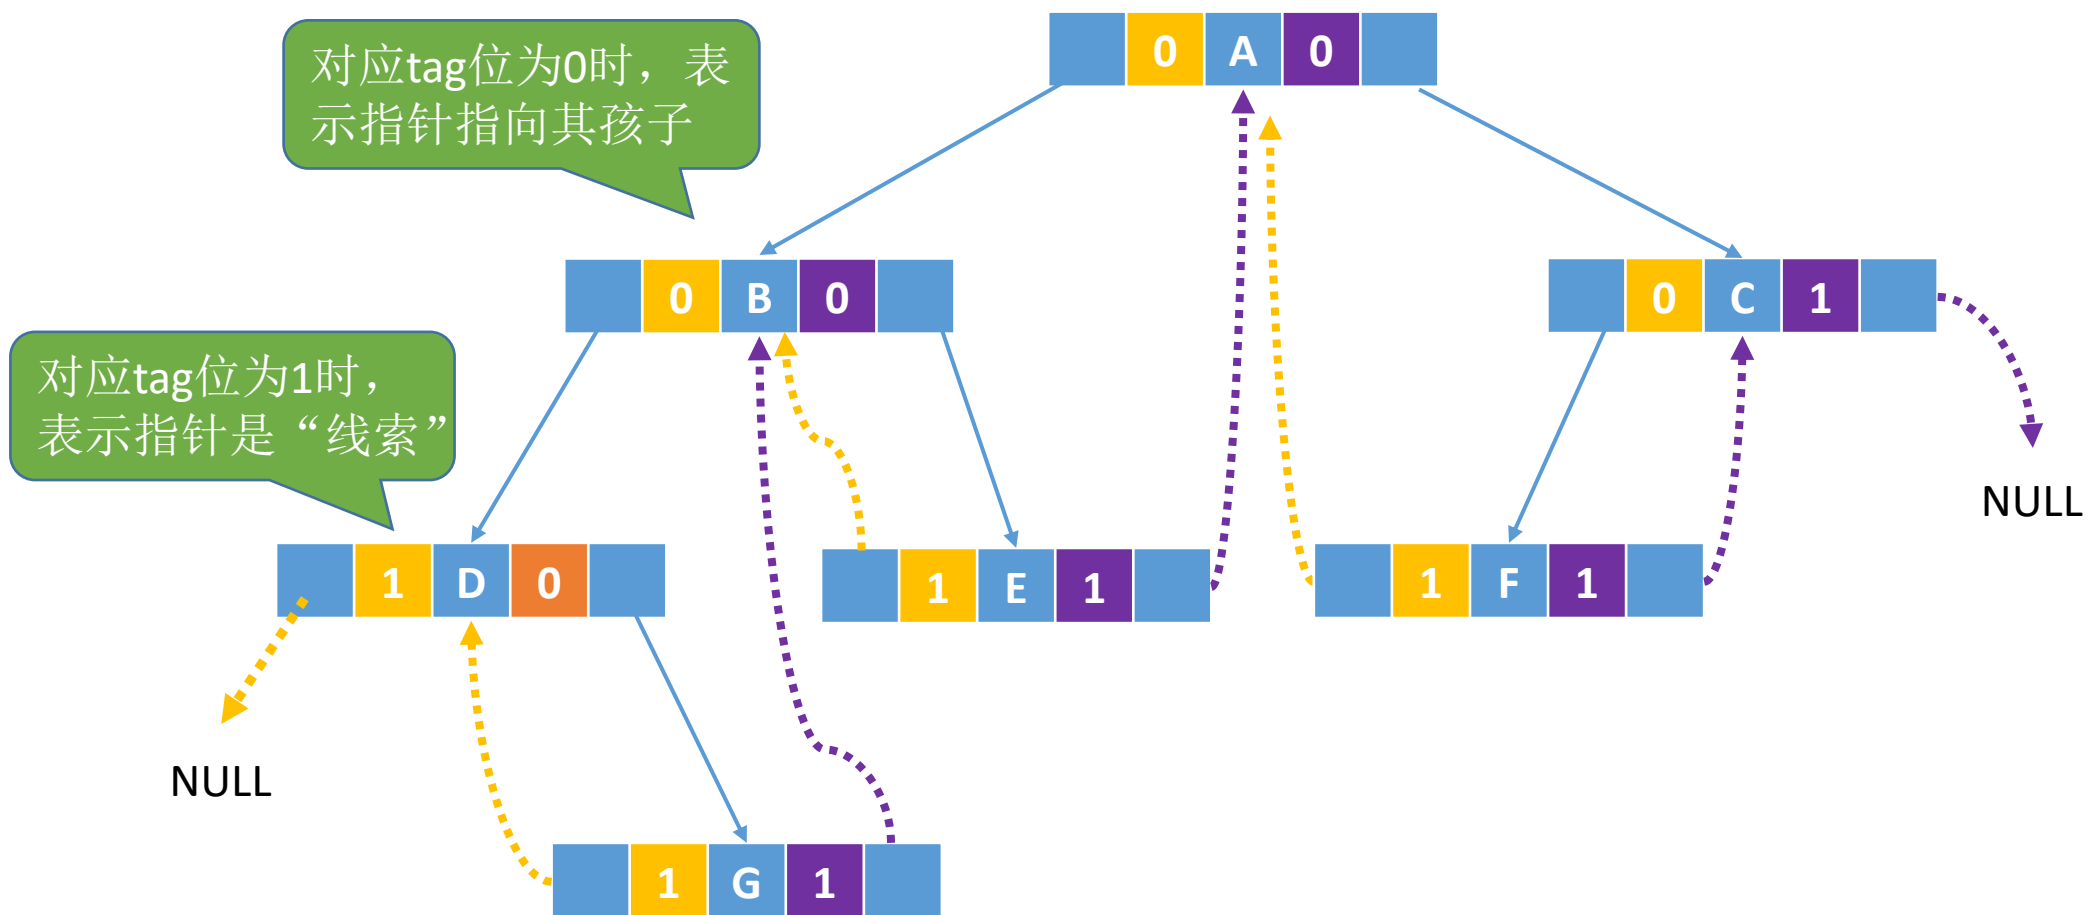 对应tag位为0时，表
示指针指向其孩子
0 A 0
0 B 0
0 C 1
对应tag位为1时，
表示指针是“线索”
NULL
1 D 0
1 E 1
1 F 1
NULL
1 G 1